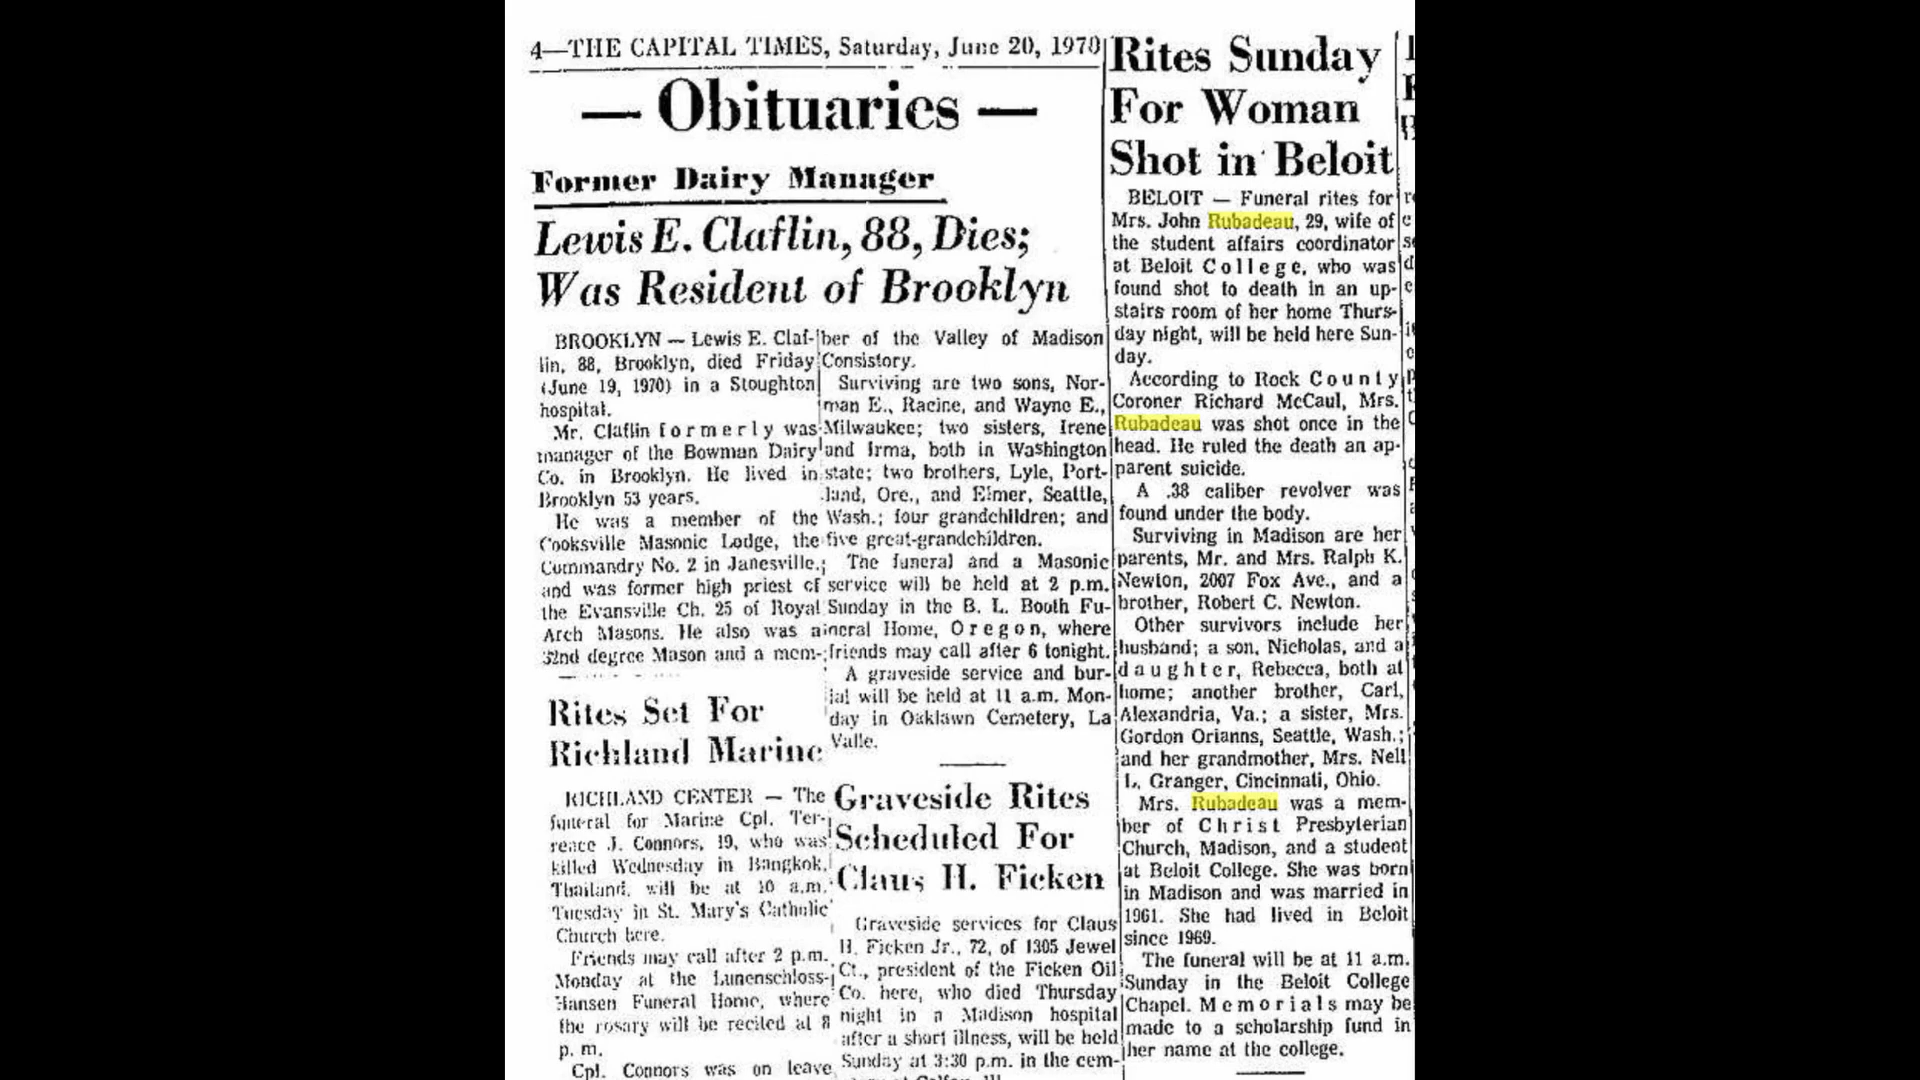 4—THE CAPITAL TIMES, Saturday, June 20, 1970
— Obituaries —
Former Dairy Manager
Lewis E. Claflin, 88, Dies;
Was Resident of Brooklyn
BROOKLYN — Lewis E. Claf-
lin, 88, Brooklyn, died Friday
(June 19, 1970) in a Stoughton
hospital.
Mr. Claflin formerly was
manager of the Bowman Dairy
Co. in Brooklyn. He lived in
Brooklyn 53 years.
He was a member of the
Cooksville Masonic Lodge, the
Commandry No. 2 in Janesville,
and was former high priest of
the Evansville Ch. 25 of Royal
Arch Masons. He also was a
32nd degree Mason and a mem-
ber of the Valley of Madison
Consistory.
Surviving are two sons, Nor-
man E., Racine, and Wayne E.,
Milwaukee; two sisters, Irene
and Irma, both in Washington
state; two brothers, Lyle, Port-
land, Ore., and Elmer, Seattle,
Wash.; four grandchildren; and
five great-grandchildren.
The funeral and a Masonic
service will be held at 2 p.m.
Sunday in the B. L. Booth Fu-
neral Home, Oregon, where
friends may call after 6 tonight.
A graveside service and bur-
ial will be held at 11 a.m. Mon-
day in Oaklawn Cemetery, La
Valle.
Rites Set For
Richland Marine
RICHLAND CENTER — The
funeral for Marine Cpl. Ter-
rence J. Connors, 19, who was
killed Wednesday in Bangkok,
Thailand, will be at 10 a.m.
Tuesday in St. Mary's Catholic
Church here.
Friends may call after 2 p.m.
Monday at the Lunenschloss-
Hansen Funeral Home, where
the rosary will be recited at 8
p. m.
Cpl. Connors was on leave
Graveside Rites
Scheduled For
Claus H. Ficken
Graveside services for Claus
H. Ficken Jr., 72, of 1305 Jewel
Ct., president of the Ficken Oil
Co. here, who died Thursday
night in a Madison hospital
after a short illness, will be held
Sunday at 3:30 p.m. in the cem-
Rites Sunday
For Woman
Shot in Beloit
BELOIT — Funeral rites for
Mrs. John Rubadeau, 29, wife of
the student affairs coordinator
at Beloit College, who was
found shot to death in an up-
stairs room of her home Thurs-
day night, will be held here Sun-
day.
According to Rock County
Coroner Richard McCaul, Mrs.
Rubadeau was shot once in the
head. He ruled the death an ap-
parent suicide.
A .38 caliber revolver was
found under the body.
Surviving in Madison are her
parents, Mr. and Mrs. Ralph K.
Newton, 2007 Fox Ave., and a
brother, Robert C. Newton.
Other survivors include her
husband; a son, Nicholas, and a
daughter, Rebecca, both at
home; another brother, Carl,
Alexandria, Va.; a sister, Mrs.
Gordon Orianns, Seattle, Wash.;
and her grandmother, Mrs. Nell
L. Granger, Cincinnati, Ohio.
Mrs. Rubadeau was a mem-
ber of Christ Presbyterian
Church, Madison, and a student
at Beloit College. She was born
in Madison and was married in
1961. She had lived in Beloit
since 1969.
The funeral will be at 11 a.m.
Sunday in the Beloit College
Chapel. Memorials may be
made to a scholarship fund in
her name at the college.